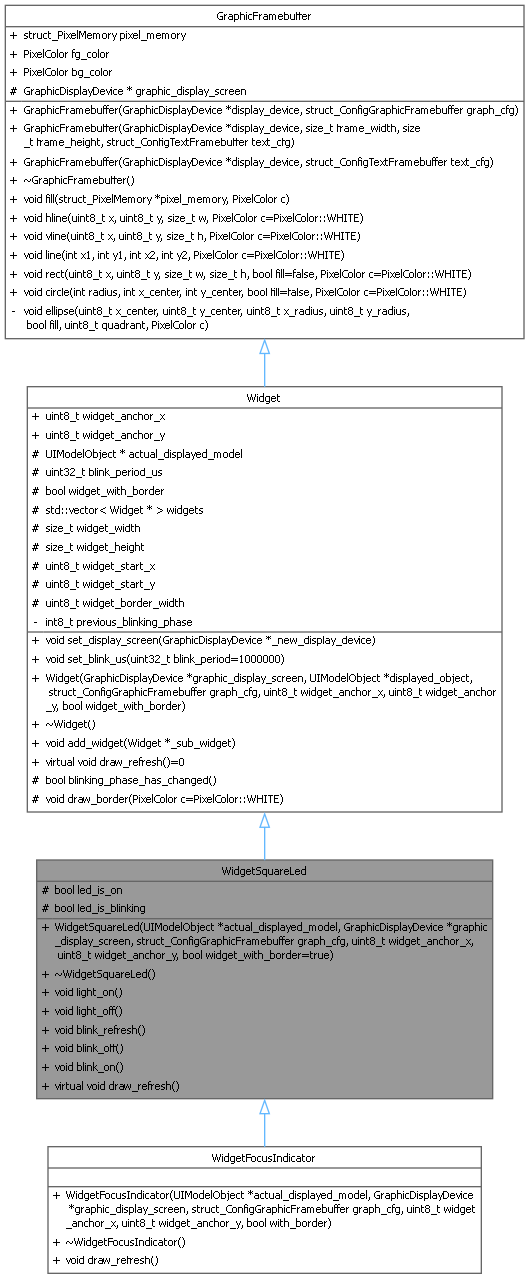 GraphicFramebuffer
+ struct_PixelMemory pixel_memory
+ PixelColor fg_color
+ PixelColor bg_color
# GraphicDisplayDevice * graphic_display_screen
+ GraphicFramebuffer(GraphicDisplayDevice *display_device, struct_ConfigGraphicFramebuffer graph_cfg)
+ GraphicFramebuffer(GraphicDisplayDevice *display_device, size_t frame_width, size
_t frame_height, struct_ConfigTextFramebuffer text_cfg)
+ GraphicFramebuffer(GraphicDisplayDevice *display_device, struct_ConfigTextFramebuffer text_cfg)
+ ~GraphicFramebuffer()
+ void fill(struct_PixelMemory *pixel_memory, PixelColor c)
+ void hline(uint8_t x, uint8_t y, size_t w, PixelColor c=PixelColor::WHITE)
+ void vline(uint8_t x, uint8_t y, size_t h, PixelColor c=PixelColor::WHITE)
+ void line(int x1, int y1, int x2, int y2, PixelColor c=PixelColor::WHITE)
+ void rect(uint8_t x, uint8_t y, size_t w, size_t h, bool fill=false, PixelColor c=PixelColor::WHITE)
+ void circle(int radius, int x_center, int y_center, bool fill=false, PixelColor c=PixelColor::WHITE)
- void ellipse(uint8_t x_center, uint8_t y_center, uint8_t x_radius, uint8_t y_radius,
bool fill, uint8_t quadrant, PixelColor c)
Widget
+ uint8_t widget_anchor_x
+ uint8_t widget_anchor_y
# UIModelObject * actual_displayed_model
# uint32_t blink_period_us
# bool widget_with_border
# std::vector< Widget * > widgets
# size_t widget_width
# size_t widget_height
# uint8_t widget_start_x
# uint8_t widget_start_y
# uint8_t widget_border_width
- int8_t previous_blinking_phase
+ void set_display_screen(GraphicDisplayDevice *_new_display_device)
+ void set_blink_us(uint32_t blink_period=1000000)
+ Widget(GraphicDisplayDevice *graphic_display_screen, UIModelObject *displayed_object,
struct_ConfigGraphicFramebuffer graph_cfg, uint8_t widget_anchor_x, uint8_t widget_anchor
_y, bool widget_with_border)
+ ~Widget()
+ void add_widget(Widget *_sub_widget)
+ virtual void draw_refresh()=0
# bool blinking_phase_has_changed()
# void draw_border(PixelColor c=PixelColor::WHITE)
WidgetSquareLed
# bool led_is_on
# bool led_is_blinking
+ WidgetSquareLed(UIModelObject *actual_displayed_model, GraphicDisplayDevice *graphic
_display_screen, struct_ConfigGraphicFramebuffer graph_cfg, uint8_t widget_anchor_x,
uint8_t widget_anchor_y, bool widget_with_border=true)
+ ~WidgetSquareLed()
+ void light_on()
+ void light_off()
+ void blink_refresh()
+ void blink_off()
+ void blink_on()
+ virtual void draw_refresh()
WidgetFocusIndicator
+ WidgetFocusIndicator(UIModelObject *actual_displayed_model, GraphicDisplayDevice
*graphic_display_screen, struct_ConfigGraphicFramebuffer graph_cfg, uint8_t widget
_anchor_x, uint8_t widget_anchor_y, bool with_border)
+ ~WidgetFocusIndicator()
+ void draw_refresh()